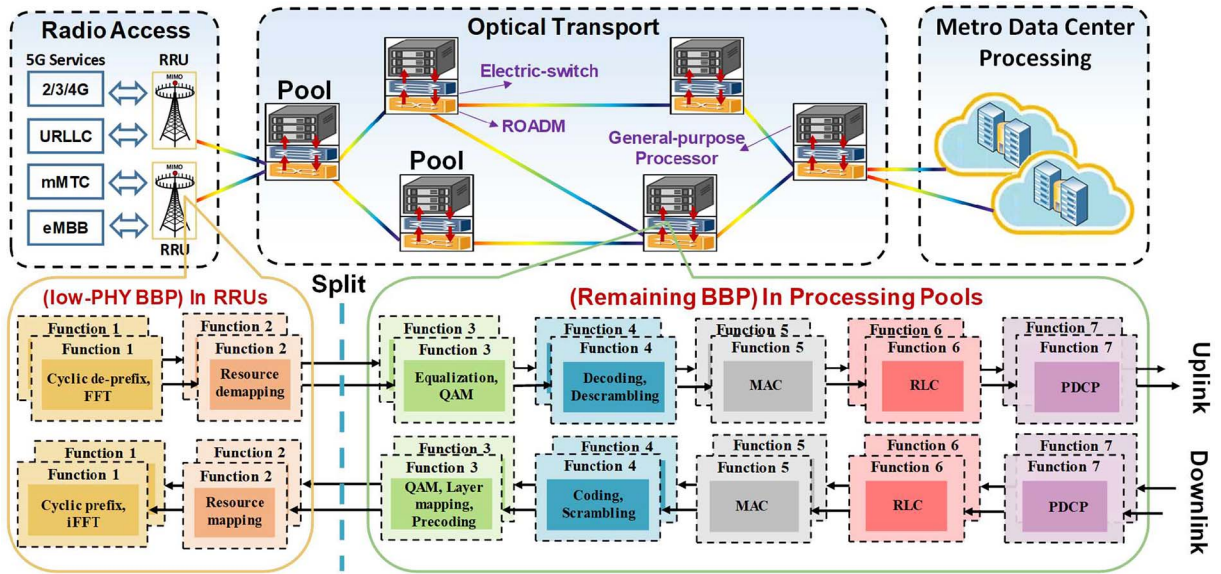 Radio Access
5G Services
RRU
2/3/4G
URLLC
mMTC
eMBB
MIMO
MIMO
RRU
Optical Transport
Pool
Pool
Electric-switch
ROADM
General-purpose
Processor
Metro Data Center
Processing
(low-PHY BBP) In RRUs
Split
(Remaining BBP) In Processing Pools
Function 1
Function 1
Cyclic de-prefix,
FFT
Function 2
Function 2
Resource
demapping
Function 3
Function 3
Equalization,
QAM
Function 4
Function 4
Decoding,
Descrambling
Function 5
Function 5
MAC
Function 6
Function 6
RLC
Function 7
Function 7
PDCP
Uplink
Function 1
Function 1
Cyclic prefix,
iFFT
Function 2
Function 2
Resource
mapping
Function 3
Function 3
QAM, Layer
mapping,
Precoding
Function 4
Function 4
Coding,
Scrambling
Function 5
Function 5
MAC
Function 6
Function 6
RLC
Function 7
Function 7
PDCP
Downlink